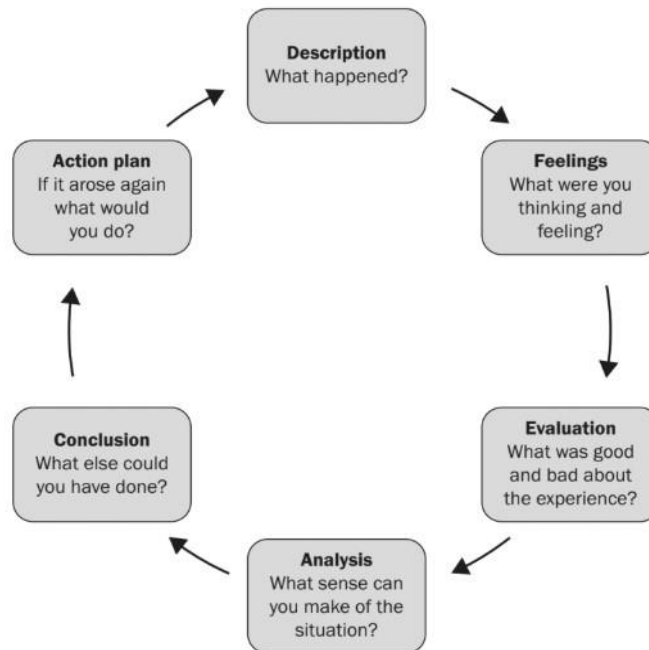 Description
What happened?
Feelings
What were you
thinking and
feeling?
Evaluation
What was good
and bad about
the experience?
Analysis
What sense can
you make of the
situation?
Conclusion
What else could
you have done?
Action plan
If it arose again
what would
you do?